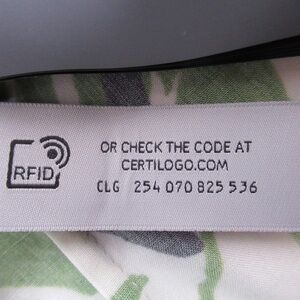 RFID
OR CHECK THE CODE AT
CERTILOGO.COM
CLG 254 070 825 536